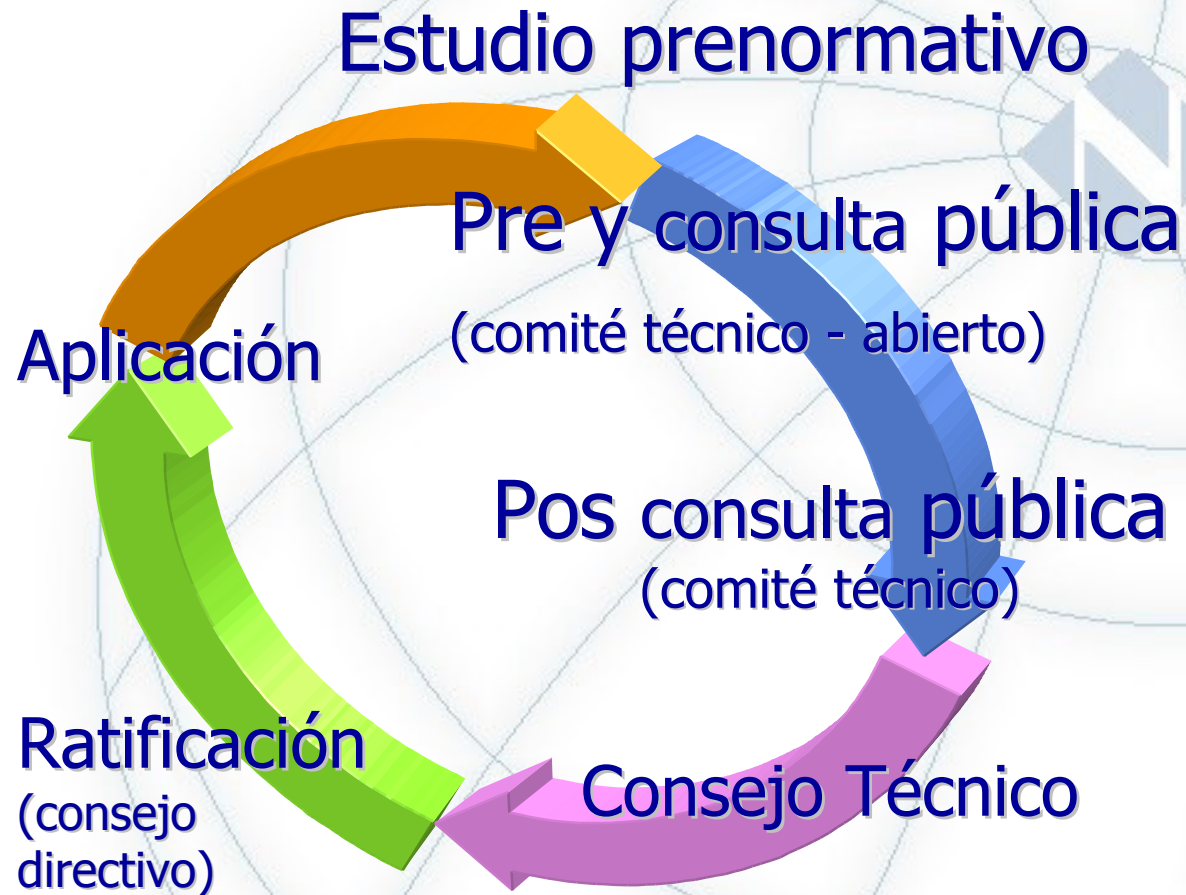 Estudio prenormativo
Pre y consulta pública
(comité técnico - abierto)
Aplicación
Pos consulta pública
(comité técnico)
Ratificación
(consejo
directivo)
Consejo Técnico